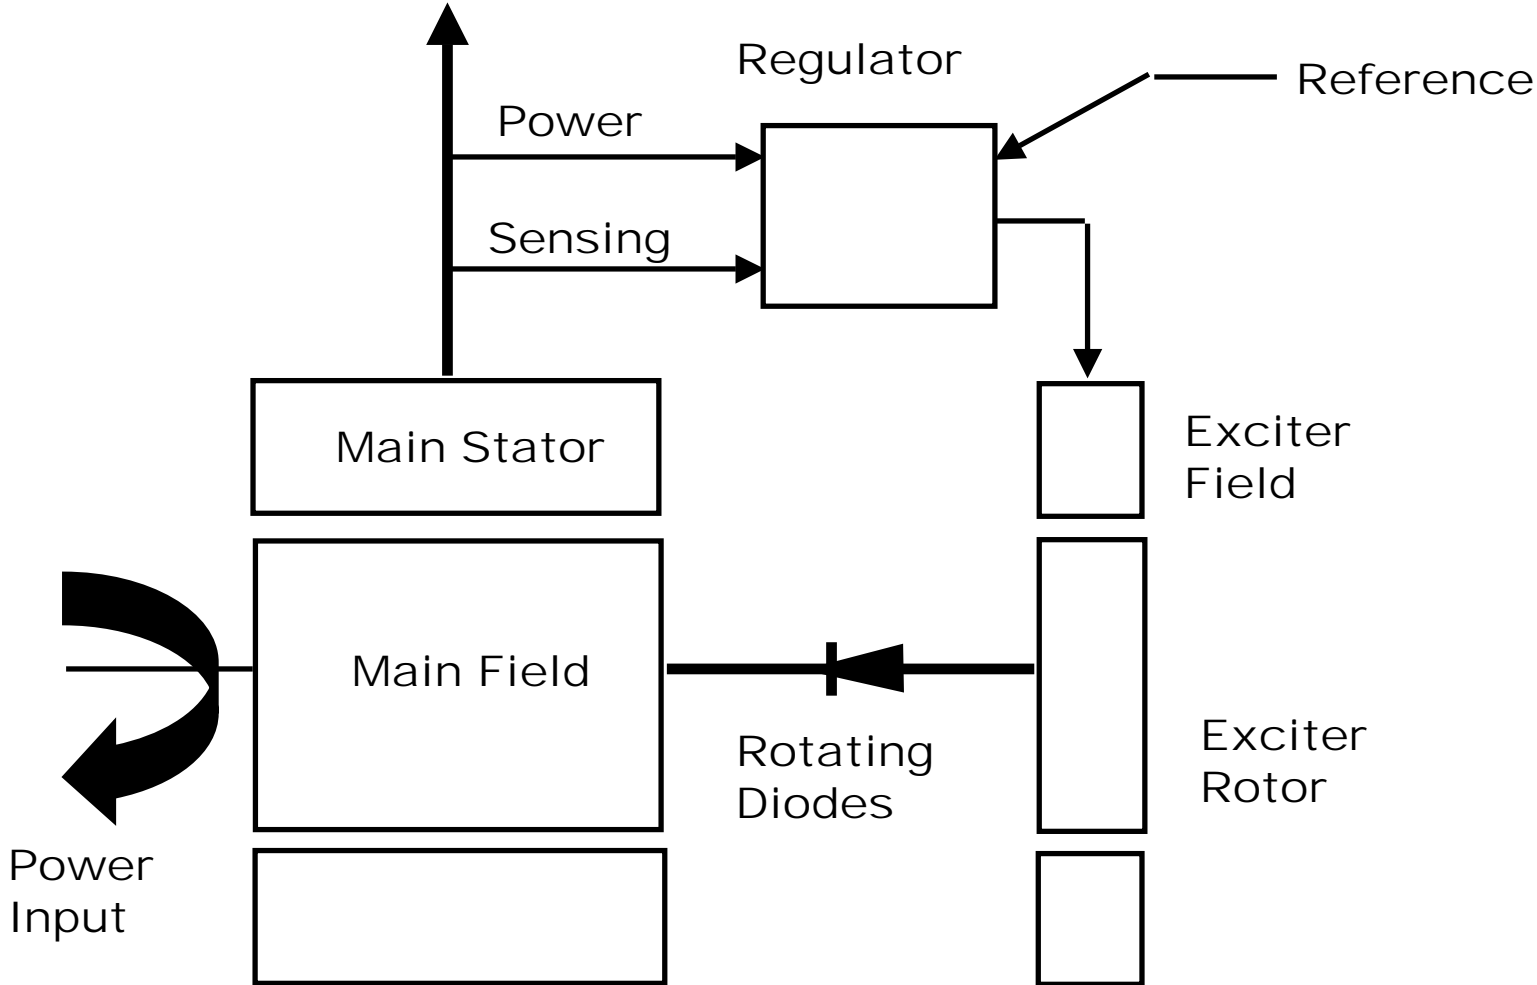 Regulator
Reference
Power
Sensing
Main Stator
Exciter
Field
Main Field
Rotating
Diodes
Exciter
Rotor
Power
Input